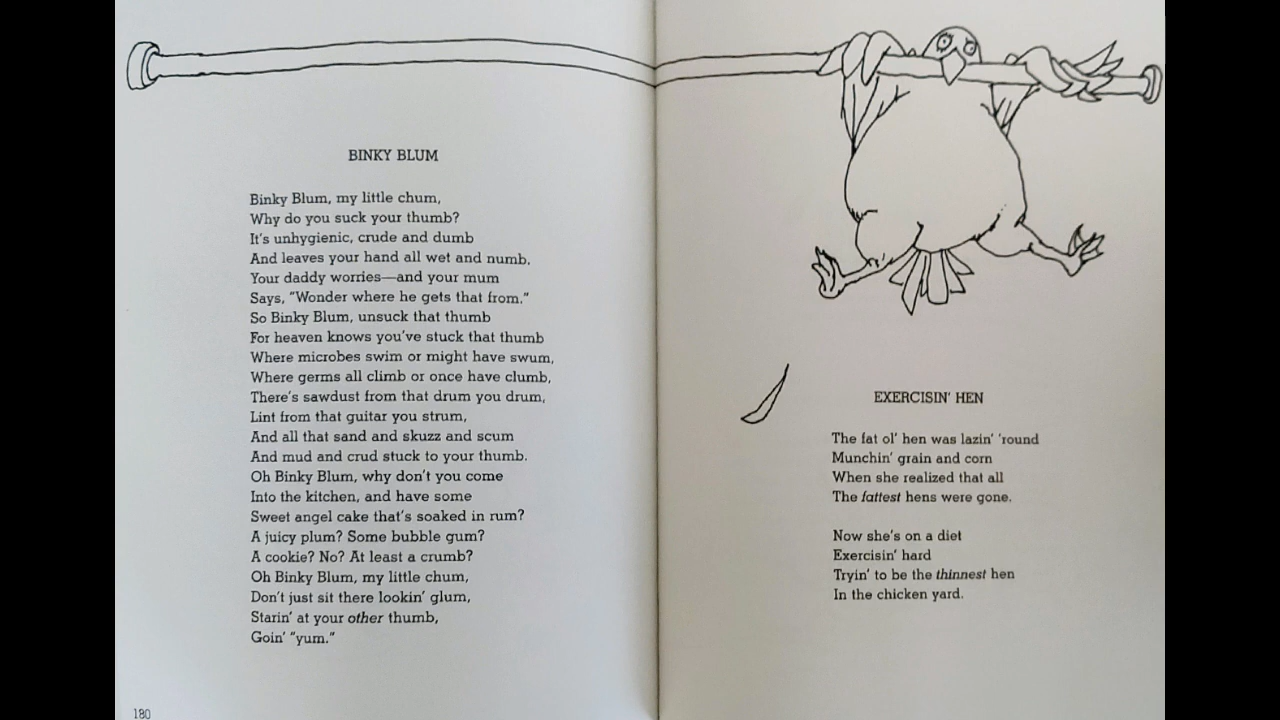 BINKY BLUM
Binky Blum, my little chum,
Why do you suck your thumb?
It's unhygienic, crude and dumb
And leaves your hand all wet and numb.
Your daddy worries—and your mum
Says, "Wonder where he gets that from."
So Binky Blum, unsuck that thumb
For heaven knows you've stuck that thumb
Where microbes swim or might have swum,
Where germs all climb or once have clumb,
There's sawdust from that drum you drum,
Lint from that guitar you strum,
And all that sand and skuzz and scum
And mud and crud stuck to your thumb.
Oh Binky Blum, why don't you come
Into the kitchen, and have some
Sweet angel cake that's soaked in rum?
A juicy plum? Some bubble gum?
A cookie? No? At least a crumb?
Oh Binky Blum, my little chum,
Don't just sit there lookin' glum,
Starin' at your other thumb,
Goin' "yum."
180
EXERCISIN' HEN
The fat ol' hen was lazin' 'round
Munchin' grain and corn
When she realized that all
The fattest hens were gone.
Now she's on a diet
Exercisin' hard
Tryin' to be the thinnest hen
In the chicken yard.